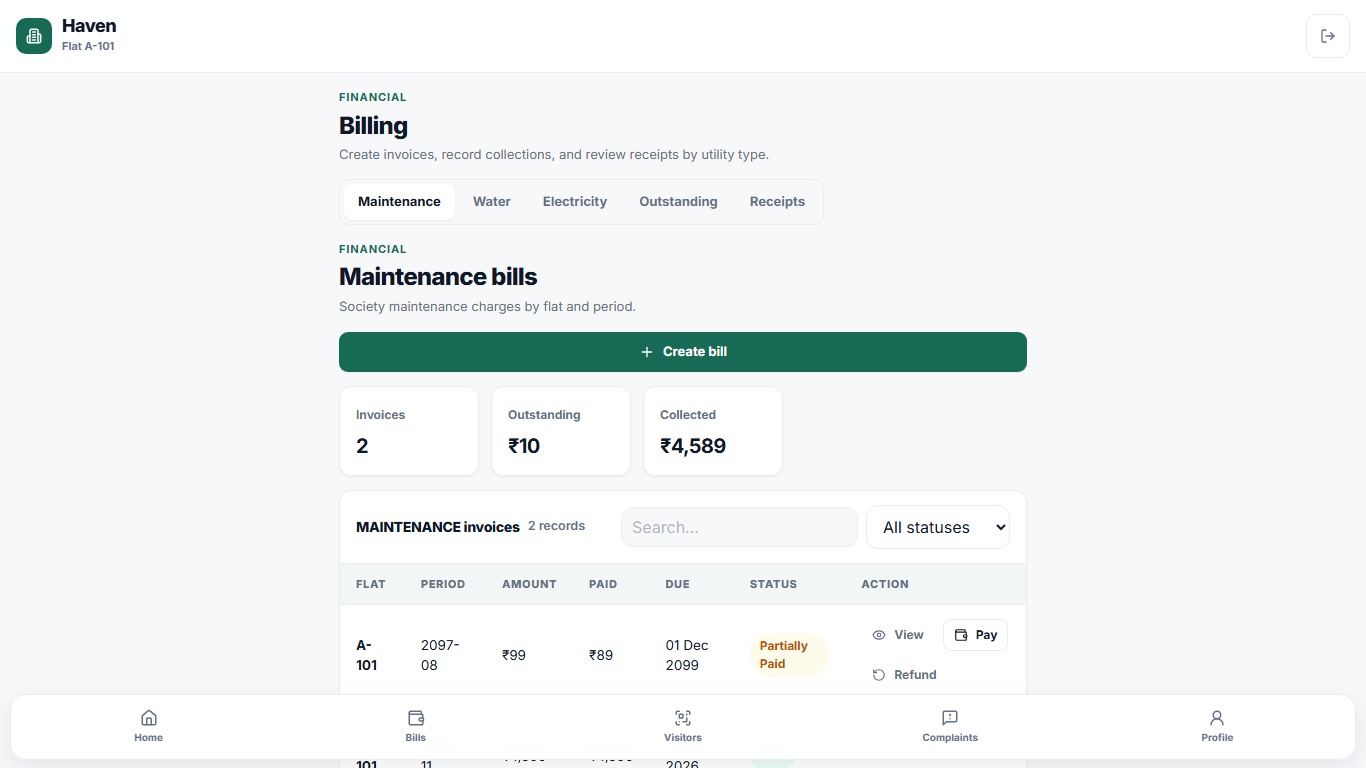 Haven
Flat A-101
FINANCIAL
Billing
Create invoices, record collections, and review receipts by utility type.
Maintenance Water Electricity Outstanding Receipts
FINANCIAL
Maintenance bills
Society maintenance charges by flat and period.
+ Create bill
Invoices Outstanding Collected
2 ₹10 ₹4,589
MAINTENANCE invoices 2 records Search... All statuses
FLAT PERIOD AMOUNT PAID DUE STATUS ACTION
A-101 2097-08 ₹99 ₹89 01 Dec 2099 Partially Paid View Pay
Refund
101 11 2026
Home Bills Visitors Complaints Profile